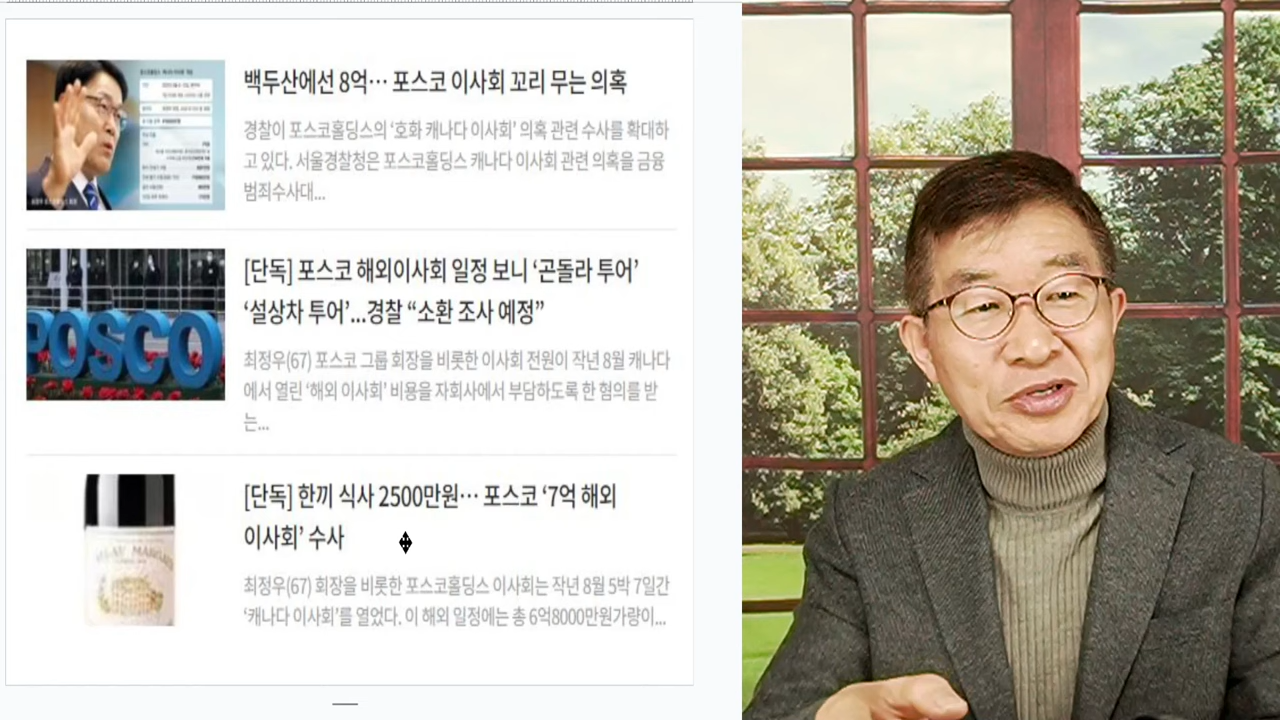 백두산에선 8억… 포스코 이사회 꼬리 무는 의혹
경찰이 포스코홀딩스의 ‘호화 캐나다 이사회’ 의혹 관련 수사를 확대하
고 있다. 서울경찰청은 포스코홀딩스 캐나다 이사회 관련 의혹을 금융
범죄수사대...
[단독] 포스코 해외이사회 일정 보니 ‘곤돌라 투어’
‘설상차 투어’...경찰 “소환 조사 예정”
POSCO
최정우(67) 포스코 그룹 회장을 비롯한 이사회 전원이 작년 8월 캐나다
에서 열린 ‘해외 이사회’ 비용을 자회사에서 부담하도록 한 혐의를 받
는...
[단독] 한끼 식사 2500만원… 포스코 ‘7억 해외
이사회’ 수사
최정우(67) 회장을 비롯한 포스코홀딩스 이사회는 작년 8월 5박 7일간
‘캐나다 이사회’를 열었다. 이 해외 일정에는 총 6억8000만원가량이...